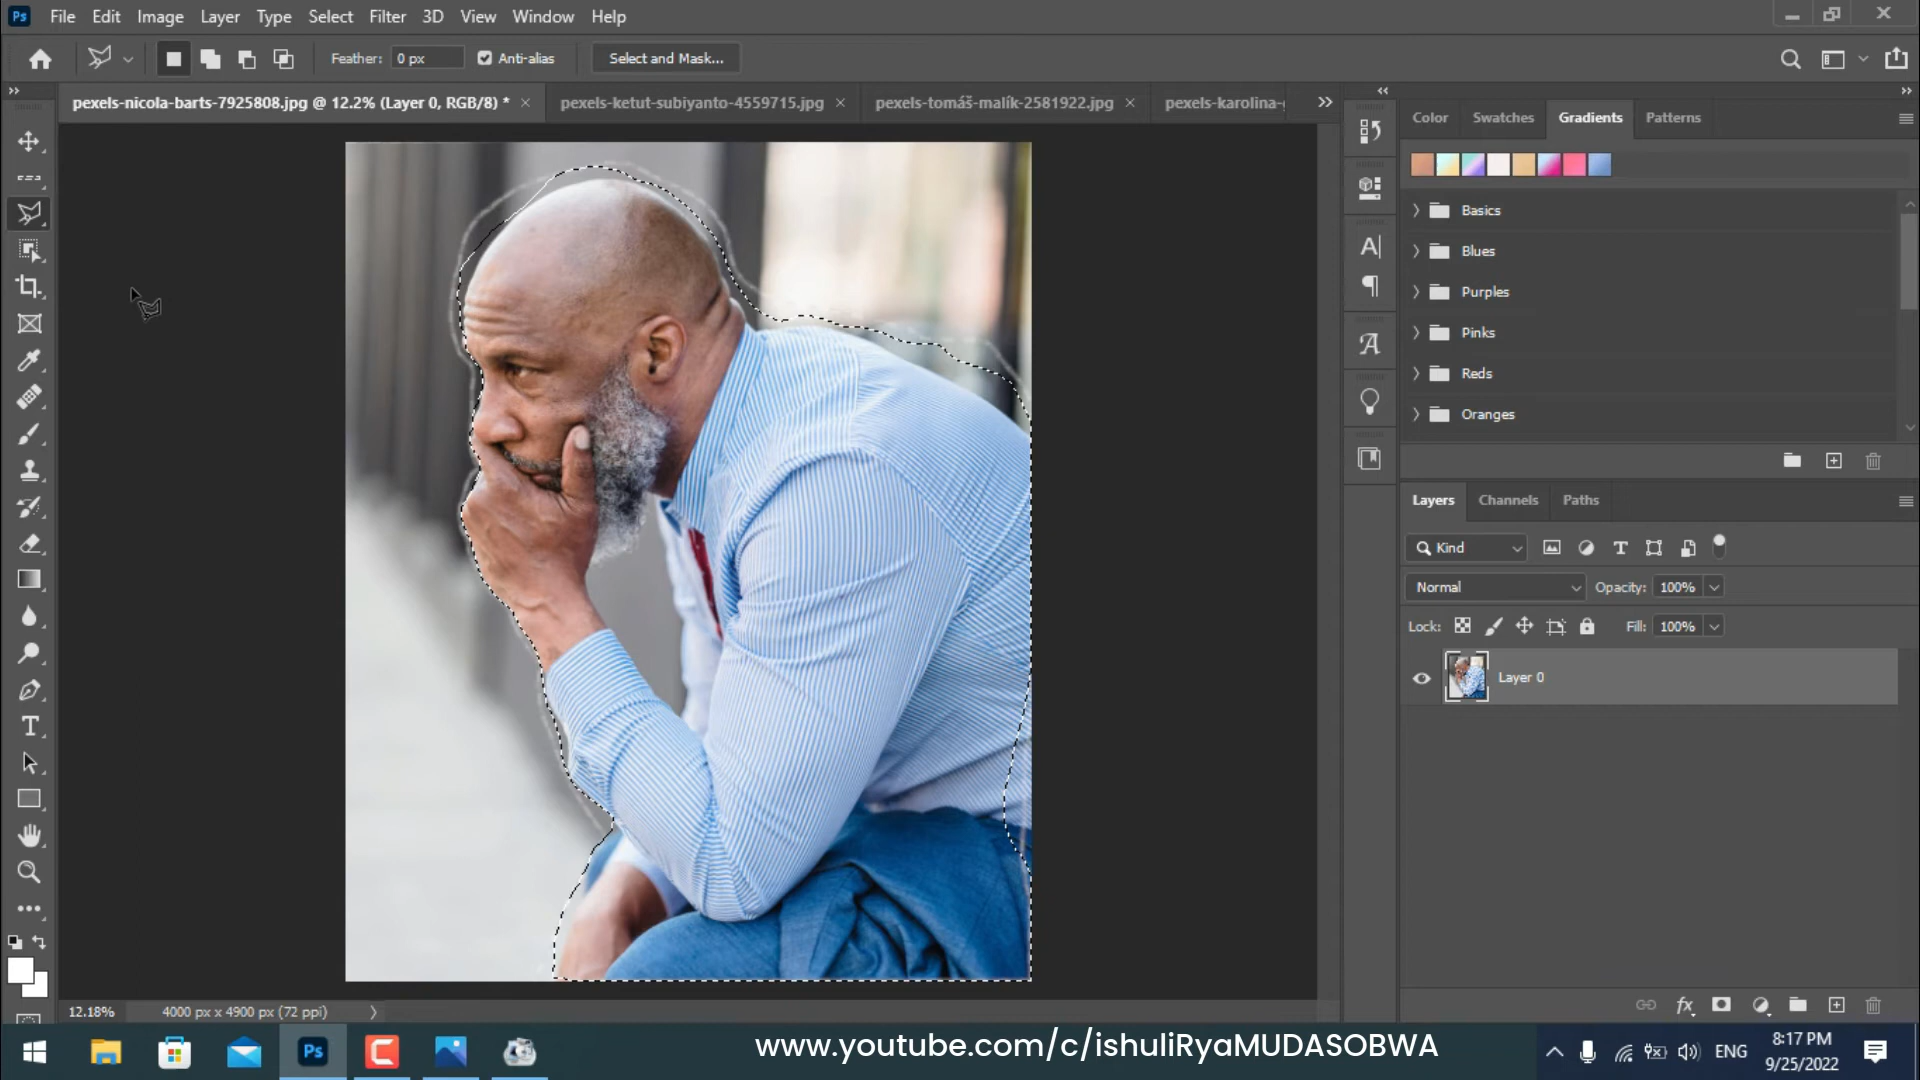 Ps File Edit Image Layer Type Select Filter 3D View Window Help
Feather: 0 px Anti-alias Select and Mask...
pexels-nicola-barts-7925808.jpg @ 12.2% (Layer 0, RGB/8) * × pexels-ketut-subiyanto-4559715.jpg × pexels-tomáš-malík-2581922.jpg × pexels-karolina-
Color Swatches Gradients Patterns
Basics
Blues
Purples
Pinks
Reds
Oranges
Layers Channels Paths
Kind
Normal Opacity: 100%
Lock: Fill: 100%
Layer 0
12.18% 4000 px x 4900 px (72 ppi)
www.youtube.com/c/ishuliRyaMUDASOBWA
ENG
8:17 PM
9/25/2022